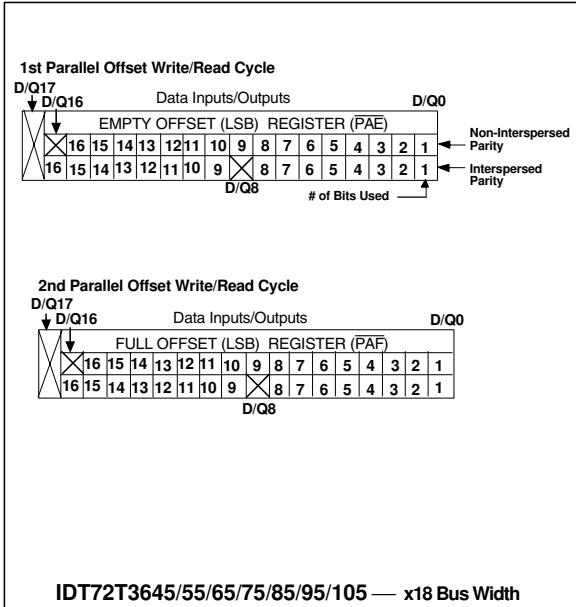 1st Parallel Offset Write/Read Cycle
D/Q17
D/Q16 Data Inputs/Outputs D/Q0
EMPTY OFFSET (LSB) REGISTER (PAE)
16 15 14 13 12 11 10 9 8 7 6 5 4 3 2 1 Non-Interspersed Parity
16 15 14 13 12 11 10 9 8 7 6 5 4 3 2 1 Interspersed Parity
D/Q8 # of Bits Used
2nd Parallel Offset Write/Read Cycle
D/Q17
D/Q16 Data Inputs/Outputs D/Q0
FULL OFFSET (LSB) REGISTER (PAF)
16 15 14 13 12 11 10 9 8 7 6 5 4 3 2 1
16 15 14 13 12 11 10 9 8 7 6 5 4 3 2 1
D/Q8
IDT72T3645/55/65/75/85/95/105 — x18 Bus Width